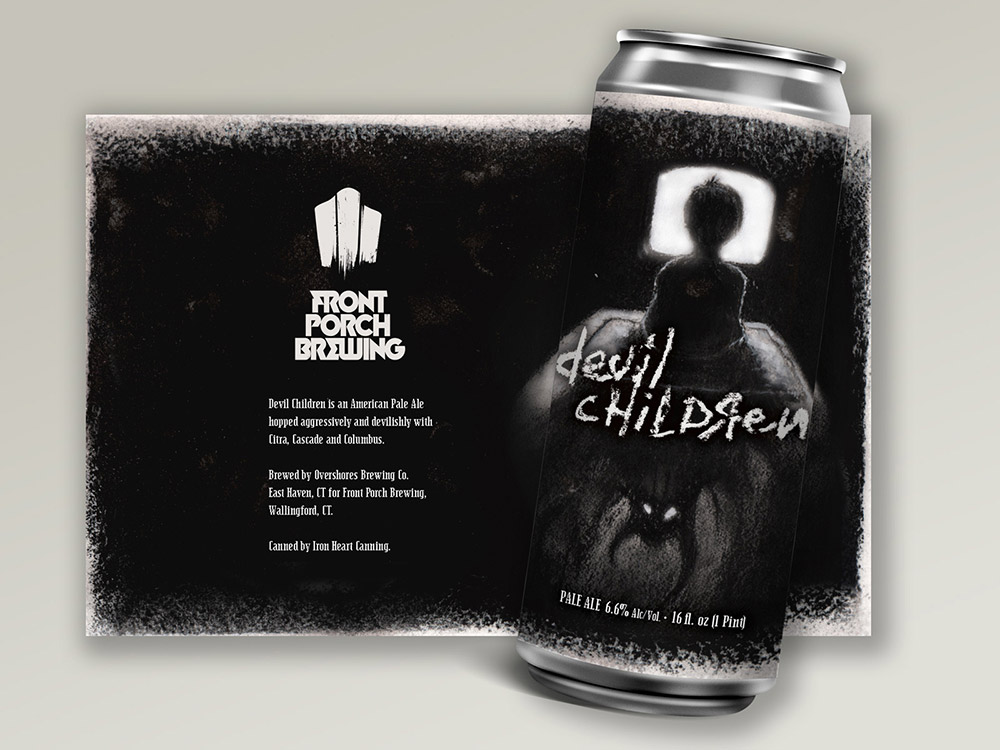 FRONT
PORCH
BREWING
Devil Children is an American Pale Ale
hopped aggressively and devilishly with
Citra, Cascade and Columbus.
Brewed by Overshores Brewing Co.
East Haven, CT for Front Porch Brewing,
Wallingford, CT.
Canned by Iron Heart Canning.
devil
CHiLDRen
PALE ALE 6.6% Alc/Vol. • 16 fl. oz (1 Pint)